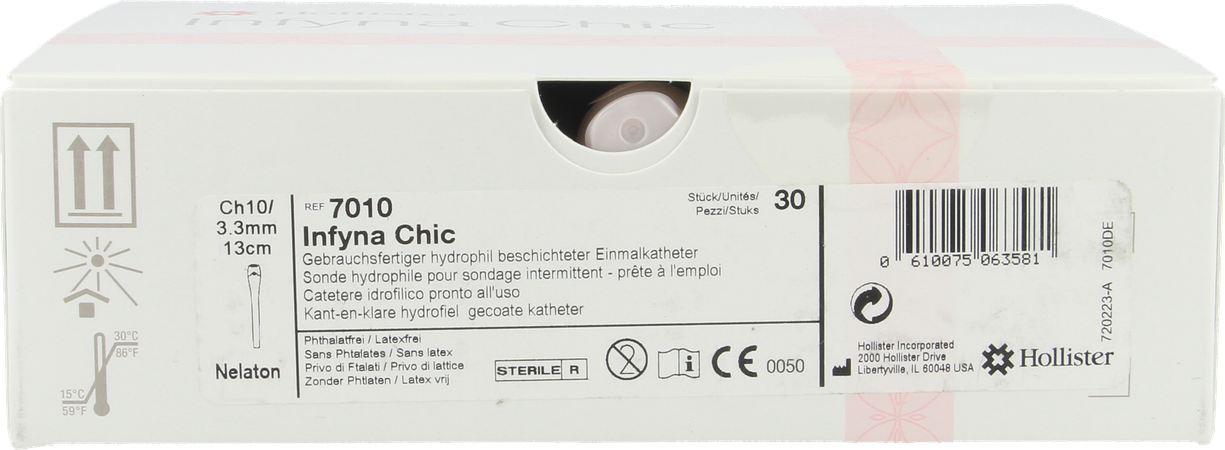 Infyna Chic
Ch10/
3.3mm
13cm
Nelaton
REF 7010
Infyna Chic
Stück/Unités/
Pezzi/Stuks
30
Gebrauchsfertiger hydrophil beschichteter Einmalkatheter
Sonde hydrophile pour sondage intermittent - prête à l'emploi
Catetere idrofilico pronto all'uso
Kant-en-klare hydrofiel gecoate katheter
Phthalatfrei / Latexfrei
Sans Phtalates / Sans latex
Privo di Ftalati / Privo di lattice
Zonder Phtlaten / Latex vrij
STERILE R
2
i
CE 0050
0 610075 063581
Hollister Incorporated
2000 Hollister Drive
Libertyville, IL 60048 USA
Hollister
720223-A 7010DE
30°C
86°F
15°C
59°F